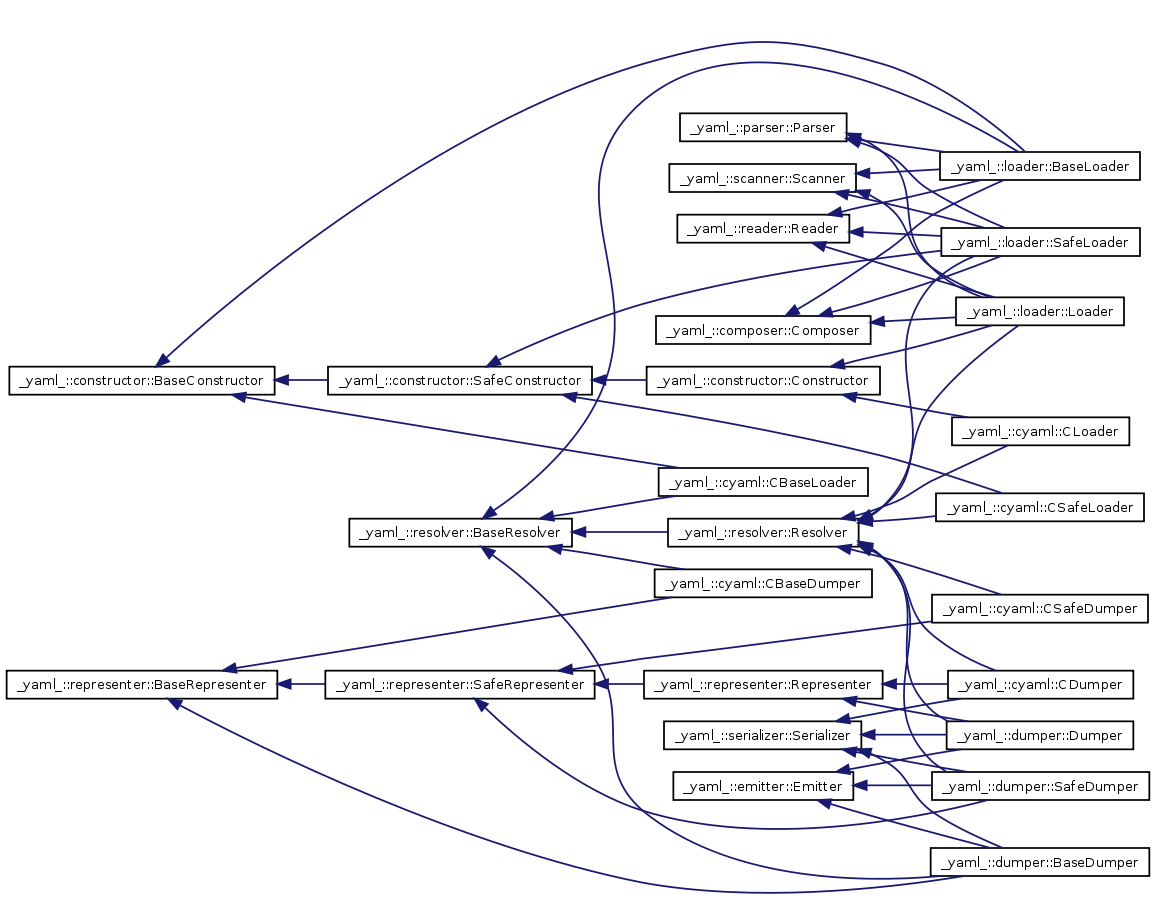 _yaml_::parser::Parser
_yaml_::loader::BaseLoader
_yaml_::scanner::Scanner
_yaml_::reader::Reader
_yaml_::loader::SafeLoader
_yaml_::loader::Loader
_yaml_::composer::Composer
_yaml_::constructor::BaseConstructor
_yaml_::constructor::SafeConstructor
_yaml_::constructor::Constructor
_yaml_::cyaml::CLoader
_yaml_::cyaml::CBaseLoader
_yaml_::cyaml::CSafeLoader
_yaml_::resolver::BaseResolver
_yaml_::resolver::Resolver
_yaml_::cyaml::CBaseDumper
_yaml_::cyaml::CSafeDumper
_yaml_::representer::BaseRepresenter
_yaml_::representer::SafeRepresenter
_yaml_::representer::Representer
_yaml_::cyaml::CDumper
_yaml_::serializer::Serializer
_yaml_::dumper::Dumper
_yaml_::emitter::Emitter
_yaml_::dumper::SafeDumper
_yaml_::dumper::BaseDumper